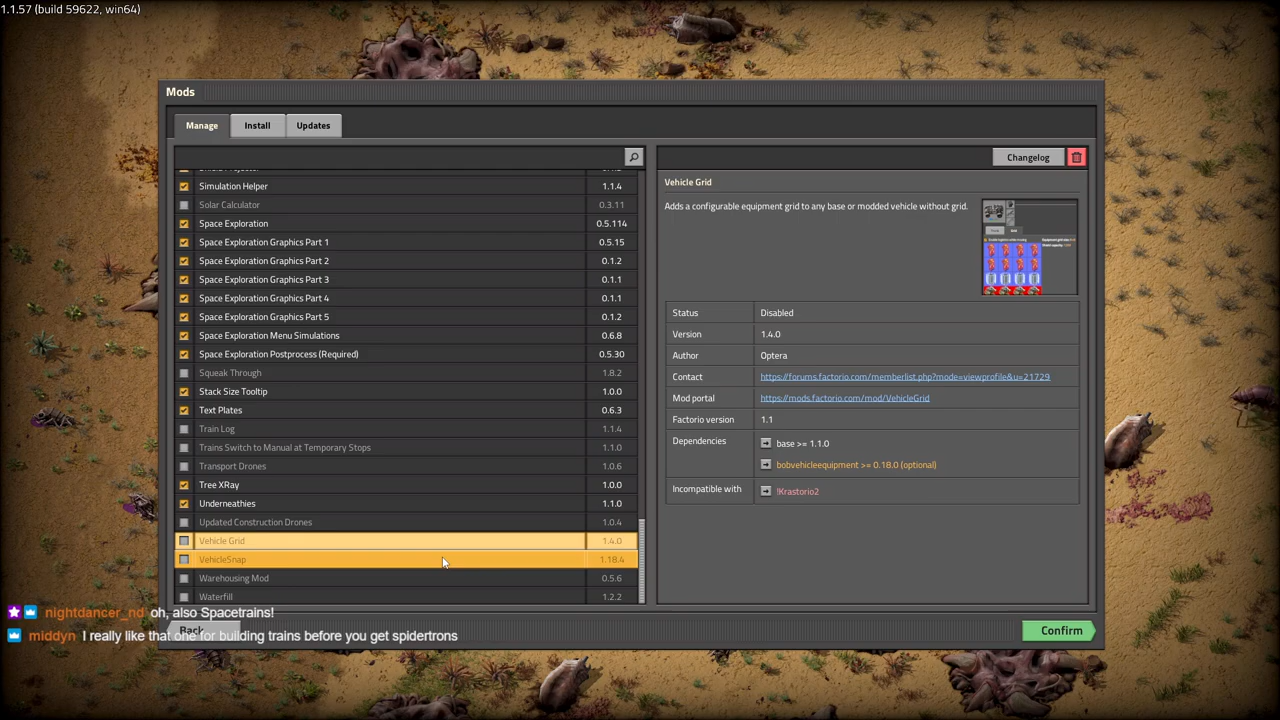 1.1.57 (build 59622, win64)
Mods
Manage Install Updates
Changelog
Simulation Helper 1.1.4
Solar Calculator 0.3.11
Space Exploration 0.5.114
Space Exploration Graphics Part 1 0.5.15
Space Exploration Graphics Part 2 0.1.2
Space Exploration Graphics Part 3 0.1.1
Space Exploration Graphics Part 4 0.1.1
Space Exploration Graphics Part 5 0.1.2
Space Exploration Menu Simulations 0.6.8
Space Exploration Postprocess (Required) 0.5.30
Squeak Through 1.8.2
Stack Size Tooltip 1.0.0
Text Plates 0.6.3
Train Log 1.1.4
Trains Switch to Manual at Temporary Stops 1.1.0
Transport Drones 1.0.6
Tree XRay 1.0.0
Underneathies 1.1.0
Updated Construction Drones 1.0.4
Vehicle Grid 1.4.0
VehicleSnap 1.18.4
Warehousing Mod 0.5.6
Waterfill 1.2.2
Vehicle Grid
Adds a configurable equipment grid to any base or modded vehicle without grid.
Status Disabled
Version 1.4.0
Author Optera
Contact https://forums.factorio.com/memberlist.php?mode=viewprofile&u=21729
Mod portal https://mods.factorio.com/mod/VehicleGrid
Factorio version 1.1
Dependencies base >= 1.1.0
bobvehicleequipment >= 0.18.0 (optional)
Incompatible with !Krastorio2
nightdancer_nd oh, also Spacetrains!
Back
middyn I really like that one for building trains before you get spidertrons
Confirm